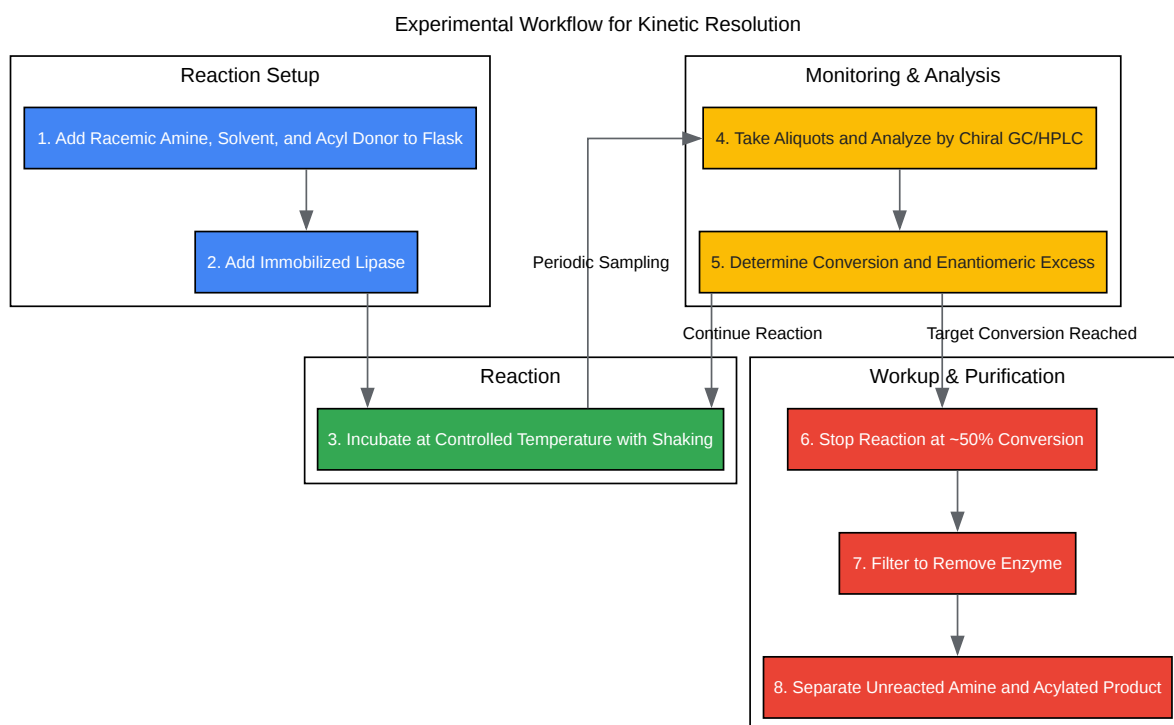 Experimental Workflow for Kinetic Resolution
Reaction Setup
1. Add Racemic Amine, Solvent, and Acyl Donor to Flask
2. Add Immobilized Lipase
Monitoring & Analysis
4. Take Aliquots and Analyze by Chiral GC/HPLC
5. Determine Conversion and Enantiomeric Excess
Periodic Sampling
Continue Reaction
Target Conversion Reached
Reaction
3. Incubate at Controlled Temperature with Shaking
Workup & Purification
6. Stop Reaction at ~50% Conversion
7. Filter to Remove Enzyme
8. Separate Unreacted Amine and Acylated Product